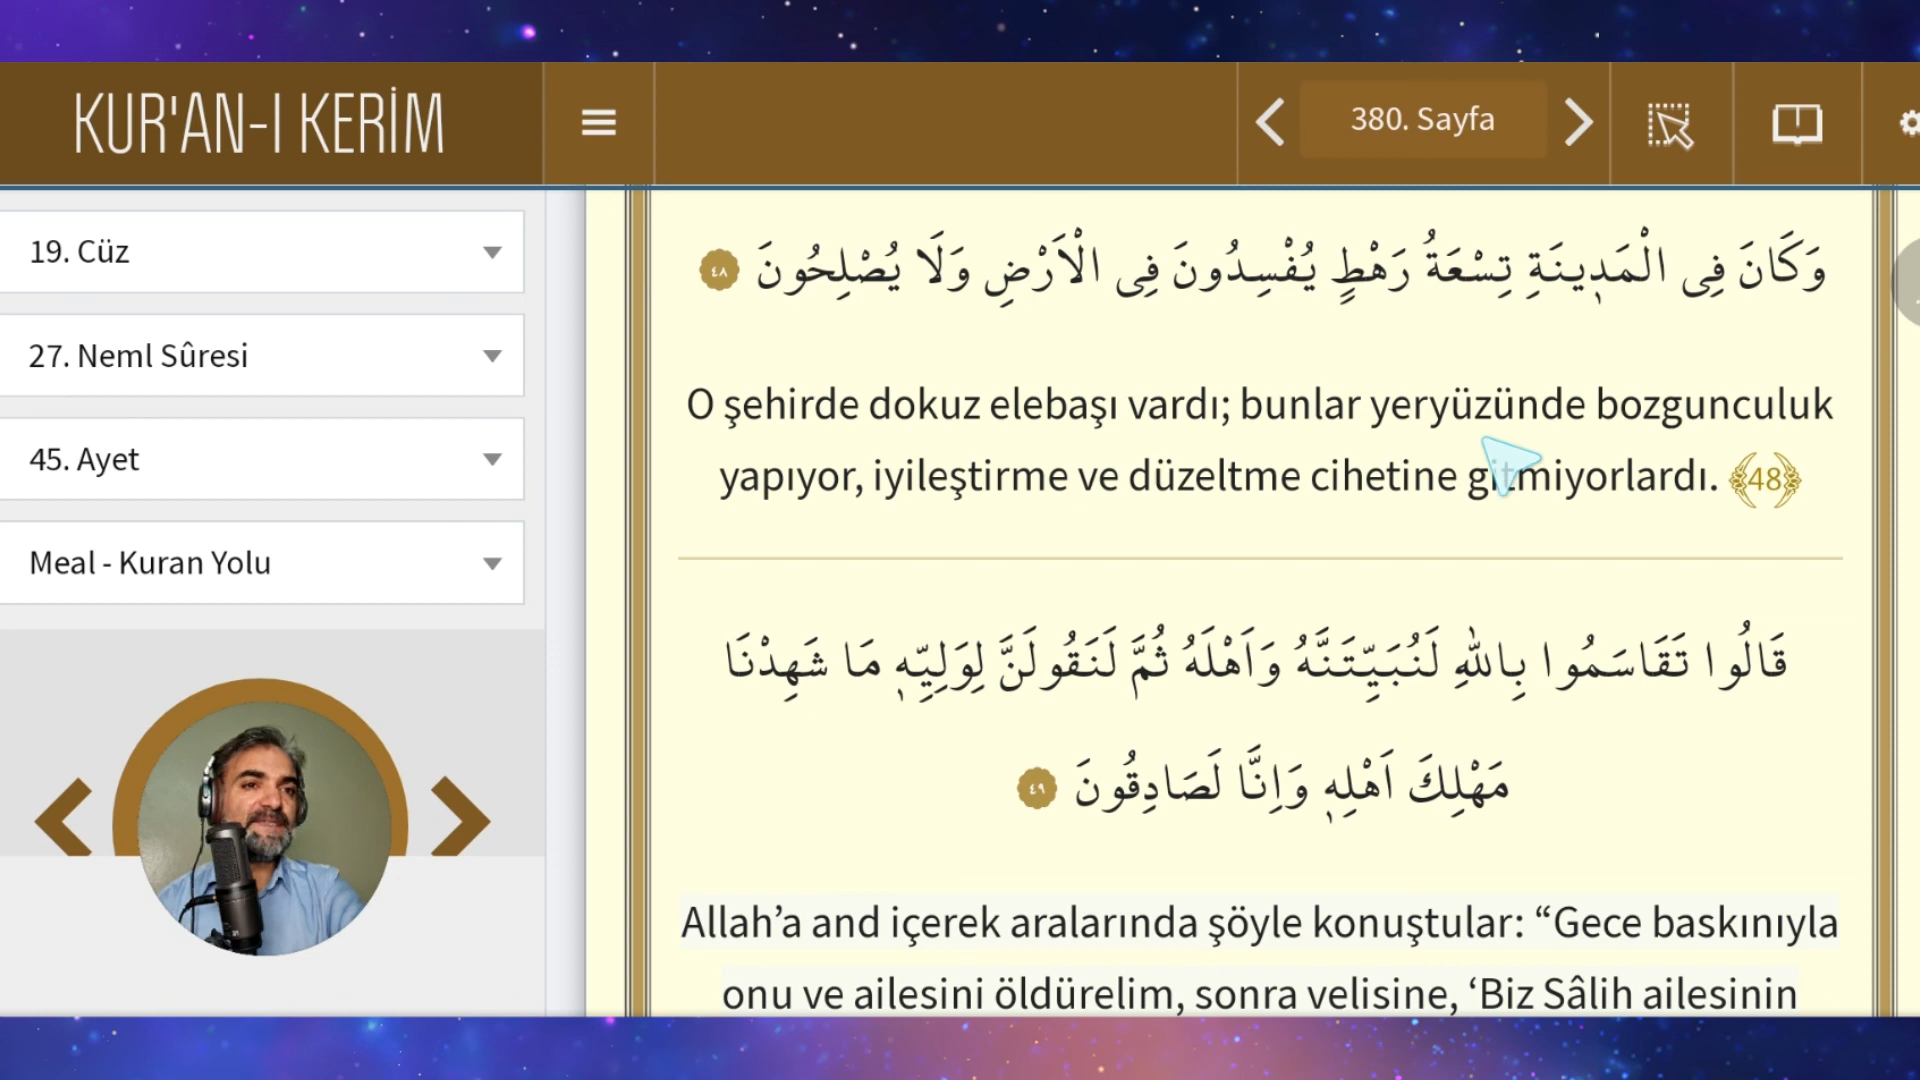 KUR'AN-I KERİM
380. Sayfa
19. Cüz
27. Neml Sûresi
45. Ayet
Meal - Kuran Yolu
وَكَانَ فِى الْمَد۪ينَةِ تِسْعَةُ رَهْطٍ يُفْسِدُونَ فِى الْاَرْضِ وَلَا يُصْلِحُونَ ٤٨
O şehirde dokuz elebaşı vardı; bunlar yeryüzünde bozgunculuk
yapıyor, iyileştirme ve düzeltme cihetine gitmiyorlardı. ﴾48﴿
قَالُوا تَقَاسَمُوا بِاللّٰهِ لَنُبَيِّتَنَّهُ وَاَهْلَهُ ثُمَّ لَنَقُولَنَّ لِوَلِيِّه۪ مَا شَهِدْنَا
مَهْلِكَ اَهْلِه۪ وَاِنَّا لَصَادِقُونَ ٤٩
Allah’a and içerek aralarında şöyle konuştular: “Gece baskınıyla
onu ve ailesini öldürelim, sonra velisine, ‘Biz Sâlih ailesinin